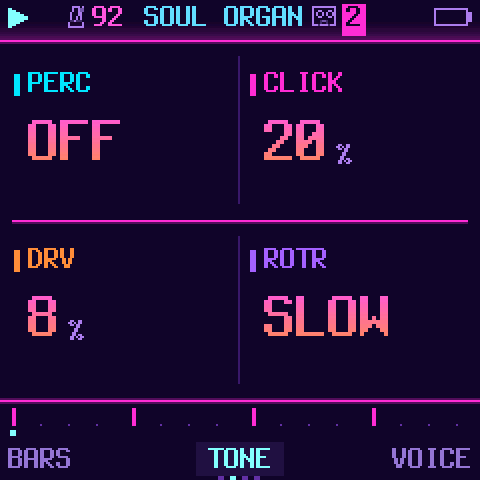 92 SOUL ORGAN 2
PERC CLICK
OFF 20 %
DRV ROTR
8 % SLOW
BARS TONE VOICE